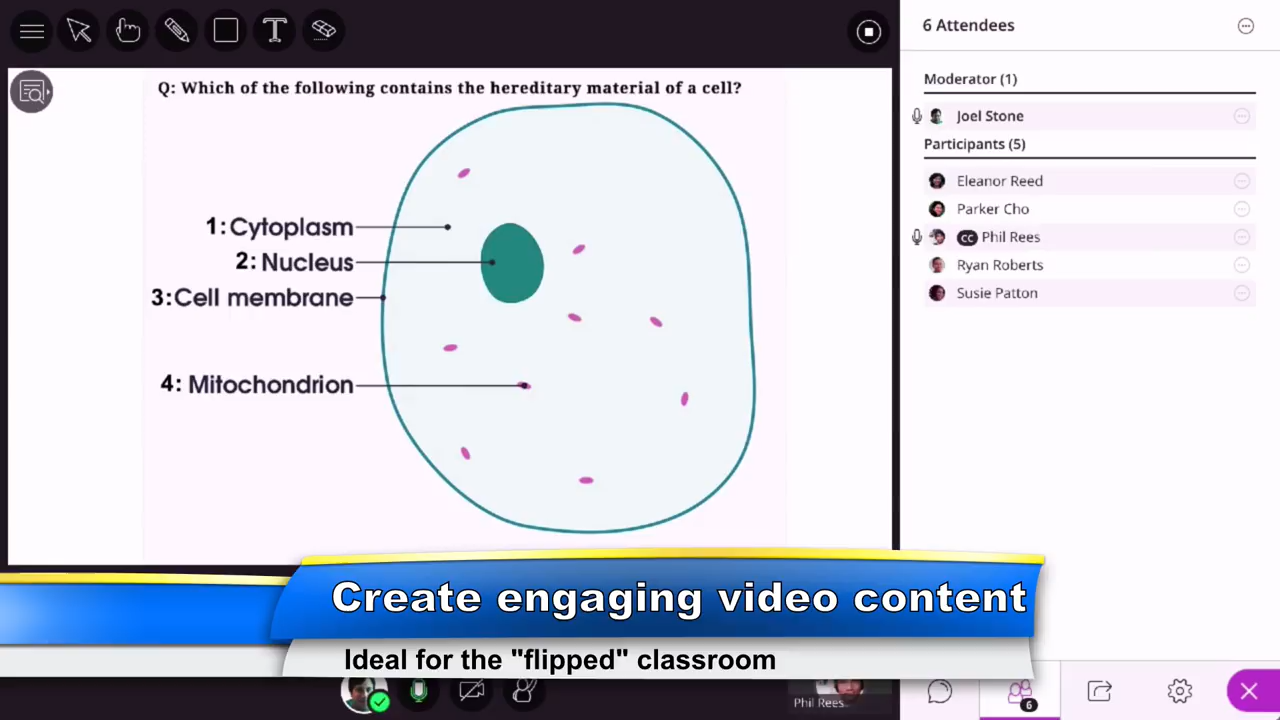 6 Attendees
Q: Which of the following contains the hereditary material of a cell?
1: Cytoplasm
2: Nucleus
3: Cell membrane
4: Mitochondrion
Moderator (1)
Joel Stone
Participants (5)
Eleanor Reed
Parker Cho
cc Phil Rees
Ryan Roberts
Susie Patton
Create engaging video content
Ideal for the "flipped" classroom
Phil Rees
6